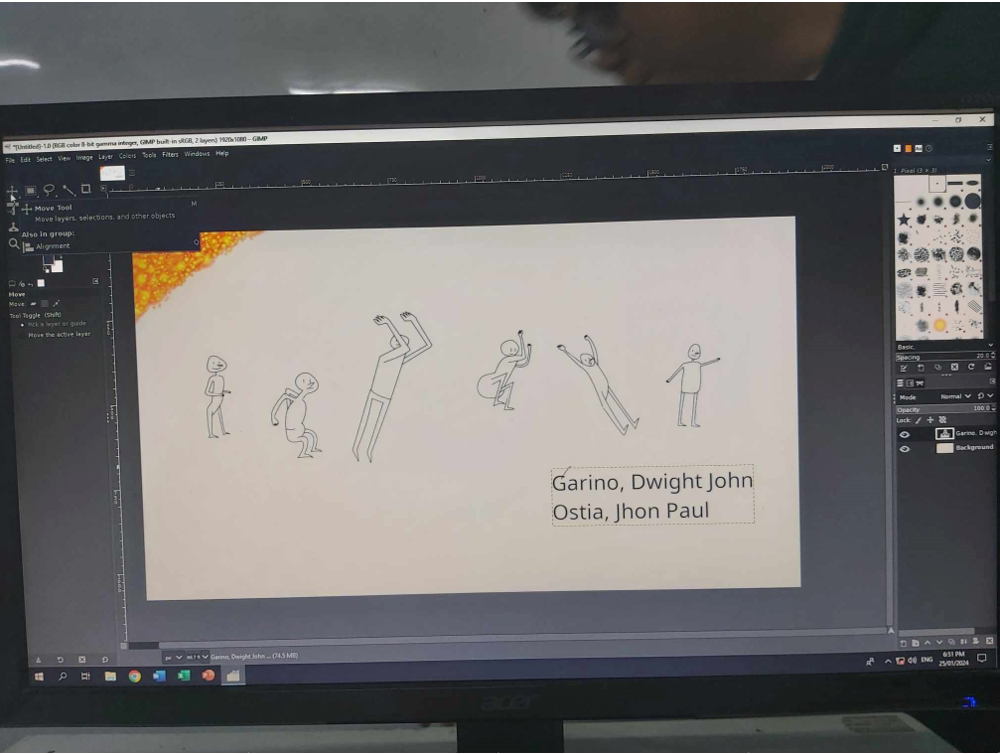 *[Untitled]-1.0 (RGB color 8-bit gamma integer, GIMP built-in sRGB, 2 layers) 1920x1080 – GIMP
File Edit Select View Image Layer Colors Tools Filters Windows Help
Move Tool M
Move layers, selections, and other objects
Also in group:
Alignment Q
Move
Move:
Tool Toggle (Shift)
Pick a layer or guide
Move the active layer
1. Pixel (3 × 3)
Basic,
Spacing 20.0
Mode Normal
Opacity 100.0
Lock:
Garino, Dwigh
Background
Garino, Dwight John
Ostia, Jhon Paul
px Garino, Dwight John ... (74.5 MB)
ENG
6:51 PM
25/01/2024
acer